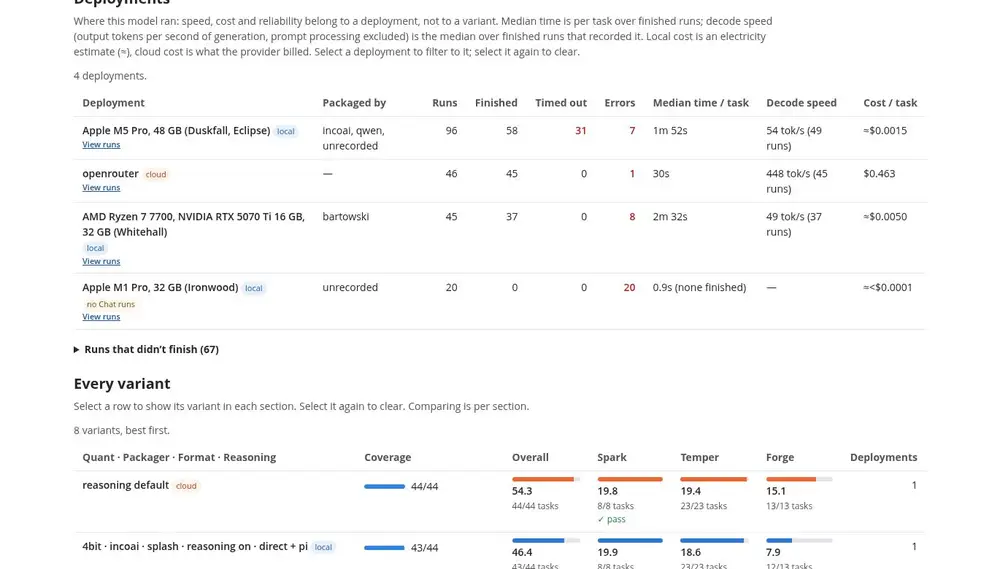 Deployments
Where this model ran: speed, cost and reliability belong to a deployment, not to a variant. Median time is per task over finished runs; decode speed
(output tokens per second of generation, prompt processing excluded) is the median over finished runs that recorded it. Local cost is an electricity
estimate (≈), cloud cost is what the provider billed. Select a deployment to filter to it; select it again to clear.
4 deployments.
Deployment Packaged by Runs Finished Timed out Errors Median time / task Decode speed Cost / task
Apple M5 Pro, 48 GB (Duskfall, Eclipse) local incoai, qwen, 96 58 31 7 1m 52s 54 tok/s (49 ≈$0.0015
View runs unrecorded runs)
openrouter cloud — 46 45 0 1 30s 448 tok/s (45 $0.463
View runs runs)
AMD Ryzen 7 7700, NVIDIA RTX 5070 Ti 16 GB, bartowski 45 37 0 8 2m 32s 49 tok/s (37 ≈$0.0050
32 GB (Whitehall) runs)
local
View runs
Apple M1 Pro, 32 GB (Ironwood) local unrecorded 20 0 0 20 0.9s (none finished) — ≈<$0.0001
no Chat runs
View runs
▶ Runs that didn’t finish (67)
Every variant
Select a row to show its variant in each section. Select it again to clear. Comparing is per section.
8 variants, best first.
Quant · Packager · Format · Reasoning Coverage Overall Spark Temper Forge Deployments
reasoning default cloud 44/44 54.3 19.8 19.4 15.1 1
44/44 tasks 8/8 tasks 23/23 tasks 13/13 tasks
✓ pass
4bit · incoai · splash · reasoning on · direct + pi local 43/44 46.4 19.9 18.6 7.9 1
43/44 tasks 8/8 tasks 23/23 tasks 12/13 tasks